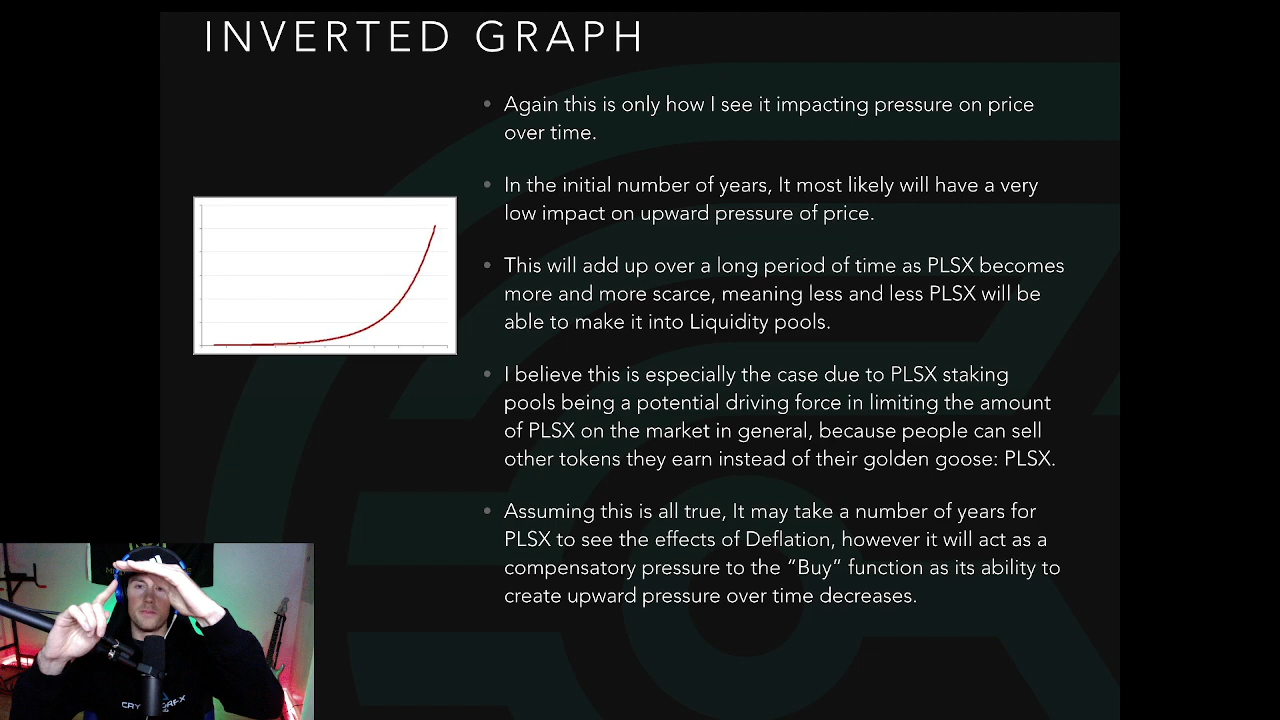 INVERTED GRAPH
Again this is only how I see it impacting pressure on price
over time.
In the initial number of years, It most likely will have a very
low impact on upward pressure of price.
This will add up over a long period of time as PLSX becomes
more and more scarce, meaning less and less PLSX will be
able to make it into Liquidity pools.
I believe this is especially the case due to PLSX staking
pools being a potential driving force in limiting the amount
of PLSX on the market in general, because people can sell
other tokens they earn instead of their golden goose: PLSX.
Assuming this is all true, It may take a number of years for
PLSX to see the effects of Deflation, however it will act as a
compensatory pressure to the “Buy” function as its ability to
create upward pressure over time decreases.